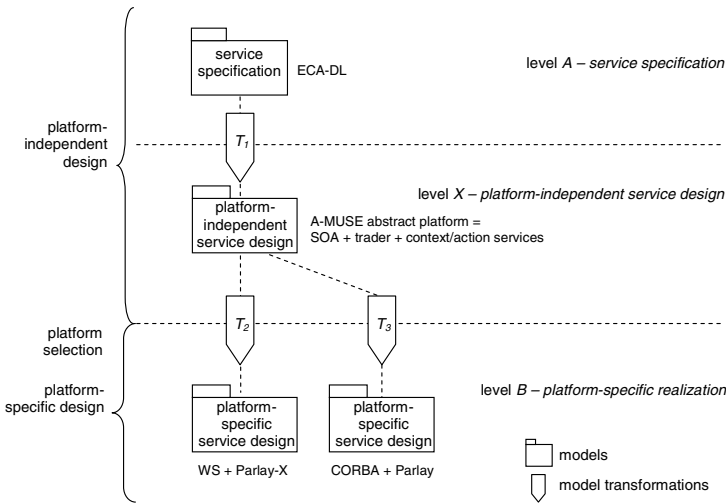 service
specification
ECA-DL
level A – service specification
platform-
independent
design
T1
level X – platform-independent service design
platform-
independent
service design
A-MUSE abstract platform =
SOA + trader + context/action services
platform
selection
T2
T3
platform-
specific design
level B – platform-specific realization
platform-
specific
service design
platform-
specific
service design
WS + Parlay-X
CORBA + Parlay
models
model transformations